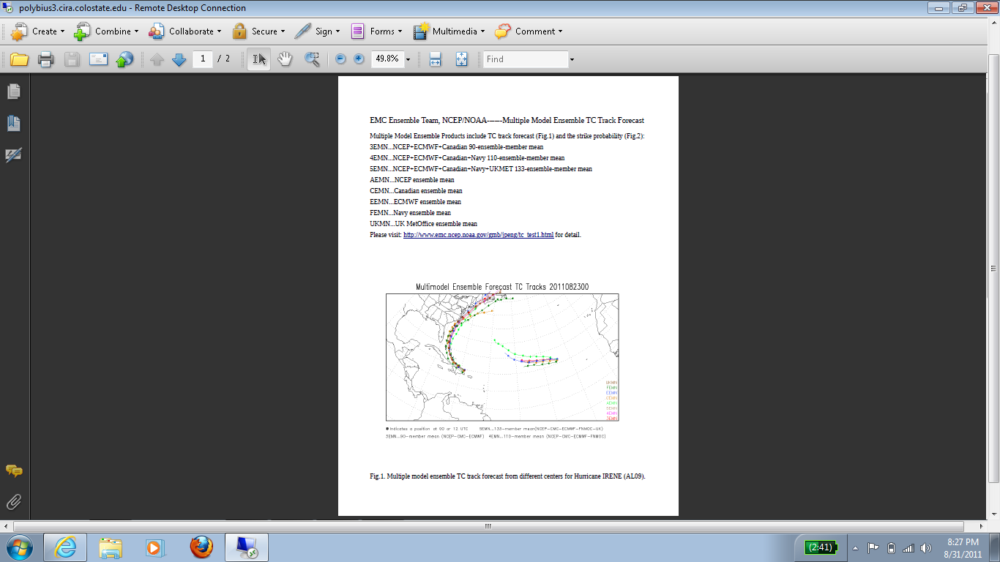 polybius3.cira.colostate.edu - Remote Desktop Connection
Create Combine Collaborate Secure Sign Forms Multimedia Comment
1 / 2 49.8% Find
EMC Ensemble Team, NCEP/NOAA------Multiple Model Ensemble TC Track Forecast
Multiple Model Ensemble Products include TC track forecast (Fig.1) and the strike probability (Fig.2):
3EMN...NCEP+ECMWF+Canadian 90-ensemble-member mean
4EMN...NCEP+ECMWF+Canadian+Navy 110-ensemble-member mean
5EMN...NCEP+ECMWF+Canadian+Navy+UKMET 133-ensemble-member mean
AEMN...NCEP ensemble mean
CEMN...Canadian ensemble mean
EEMN...ECMWF ensemble mean
FEMN...Navy ensemble mean
UKMN...UK MetOffice ensemble mean
Please visit: http://www.emc.ncep.noaa.gov/gmb/jpeng/tc_test1.html for detail.
Multimodel Ensemble Forecast TC Tracks 2011082300
UKMN
FEMN
EEMN
CEMN
AEMN
5EMN
4EMN
3EMN
Indicates a position at 00 or 12 UTC 5EMN...133-member mean(NCEP-CMC-ECMWF-FNMOC-UK)
3EMN...90-member mean (NCEP-CMC-ECMWF) 4EMN...110-member mean (NCEP-CMC-ECMWF-FNMOC)
Fig.1. Multiple model ensemble TC track forecast from different centers for Hurricane IRENE (AL09).
(2:41)
8:27 PM
8/31/2011